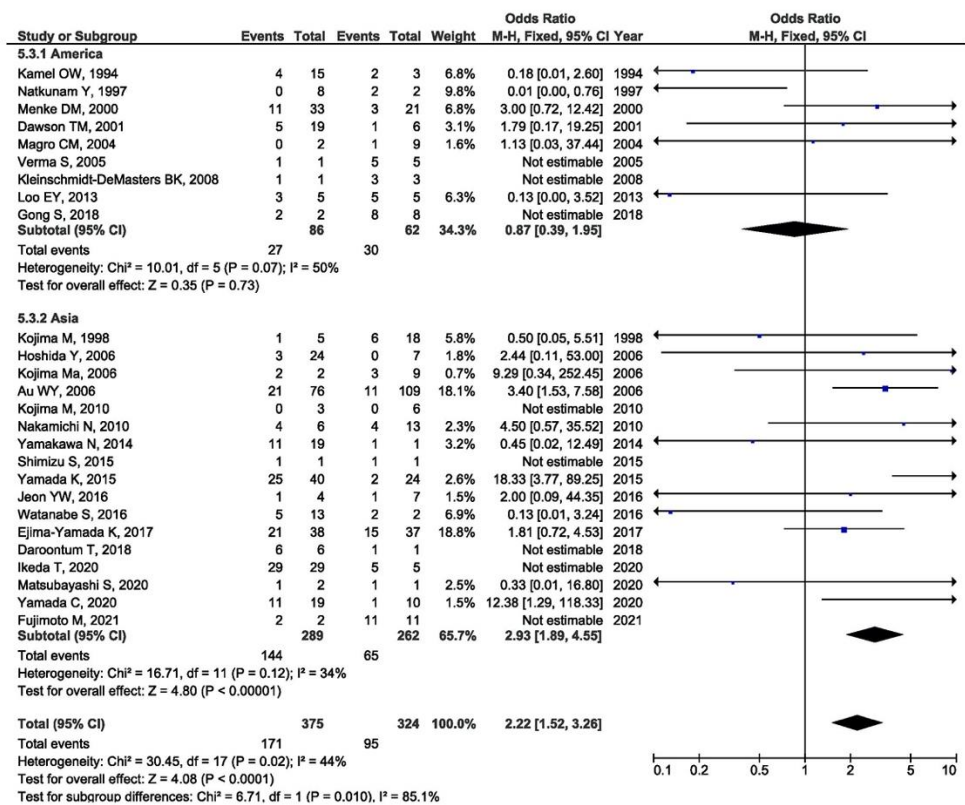 Odds Ratio Odds Ratio
Study or Subgroup Events Total Events Total Weight M-H, Fixed, 95% CI Year M-H, Fixed, 95% CI
5.3.1 America
Kamel OW, 1994 4 15 2 3 6.8% 0.18 [0.01, 2.60] 1994
Natkunam Y, 1997 0 8 2 2 9.8% 0.01 [0.00, 0.76] 1997
Menke DM, 2000 11 33 3 21 6.8% 3.00 [0.72, 12.42] 2000
Dawson TM, 2001 5 19 1 6 3.1% 1.79 [0.17, 19.25] 2001
Magro CM, 2004 0 2 1 9 1.6% 1.13 [0.03, 37.44] 2004
Verma S, 2005 1 1 5 5 Not estimable 2005
Kleinschmidt-DeMasters BK, 2008 1 1 3 3 Not estimable 2008
Loo EY, 2013 3 5 5 5 6.3% 0.13 [0.00, 3.52] 2013
Gong S, 2018 2 2 8 8 Not estimable 2018
Subtotal (95% CI) 86 62 34.3% 0.87 [0.39, 1.95]
Total events 27 30
Heterogeneity: Chi² = 10.01, df = 5 (P = 0.07); I² = 50%
Test for overall effect: Z = 0.35 (P = 0.73)
5.3.2 Asia
Kojima M, 1998 1 5 6 18 5.8% 0.50 [0.05, 5.51] 1998
Hoshida Y, 2006 3 24 0 7 1.8% 2.44 [0.11, 53.00] 2006
Kojima Ma, 2006 2 2 3 9 0.7% 9.29 [0.34, 252.45] 2006
Au WY, 2006 21 76 11 109 18.1% 3.40 [1.53, 7.58] 2006
Kojima M, 2010 0 3 0 6 Not estimable 2010
Nakamichi N, 2010 4 6 4 13 2.3% 4.50 [0.57, 35.52] 2010
Yamakawa N, 2014 11 19 1 1 3.2% 0.45 [0.02, 12.49] 2014
Shimizu S, 2015 1 1 1 1 Not estimable 2015
Yamada K, 2015 25 40 2 24 2.6% 18.33 [3.77, 89.25] 2015
Jeon YW, 2016 1 4 1 7 1.5% 2.00 [0.09, 44.35] 2016
Watanabe S, 2016 5 13 2 2 6.9% 0.13 [0.01, 3.24] 2016
Ejima-Yamada K, 2017 21 38 15 37 18.8% 1.81 [0.72, 4.53] 2017
Daroontum T, 2018 6 6 1 1 Not estimable 2018
Ikeda T, 2020 29 29 5 5 Not estimable 2020
Matsubayashi S, 2020 1 2 1 1 2.5% 0.33 [0.01, 16.80] 2020
Yamada C, 2020 11 19 1 10 1.5% 12.38 [1.29, 118.33] 2020
Fujimoto M, 2021 2 2 11 11 Not estimable 2021
Subtotal (95% CI) 289 262 65.7% 2.93 [1.89, 4.55]
Total events 144 65
Heterogeneity: Chi² = 16.71, df = 11 (P = 0.12); I² = 34%
Test for overall effect: Z = 4.80 (P < 0.00001)
Total (95% CI) 375 324 100.0% 2.22 [1.52, 3.26]
Total events 171 95
Heterogeneity: Chi² = 30.45, df = 17 (P = 0.02); I² = 44%
Test for overall effect: Z = 4.08 (P < 0.0001)
Test for subgroup differences: Chi² = 6.71, df = 1 (P = 0.010), I² = 85.1%
0.1 0.2 0.5 1 2 5 10